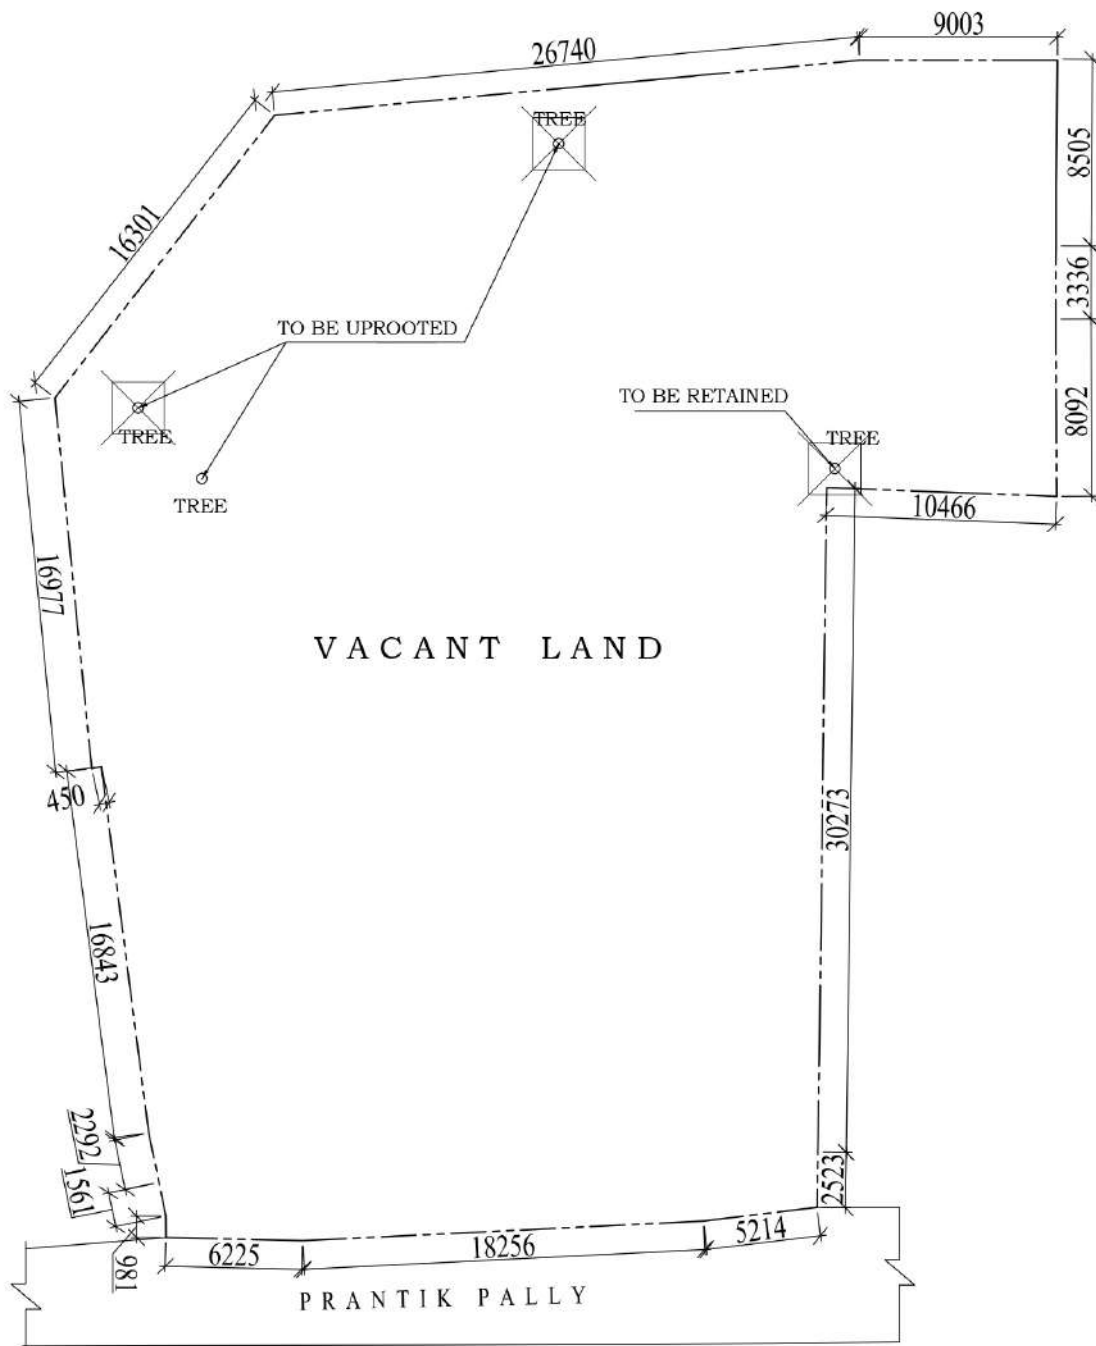 9003
26740
TREE
8505
16301
3336
TO BE UPROOTED
8092
TO BE RETAINED
TREE
TREE
TREE
10466
16977
VACANT LAND
450
30273
16843
2292
1561
2523
981
6225
18256
5214
PRANTIK PALLY